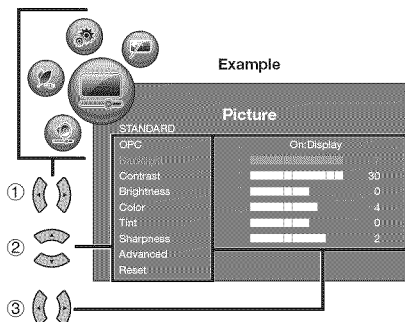 Example
Picture
STANDARD
OPC On:Display
Contrast 30
Brightness 0
Color 4
Tint 0
Sharpness 2
Advanced
Reset
①
②
③